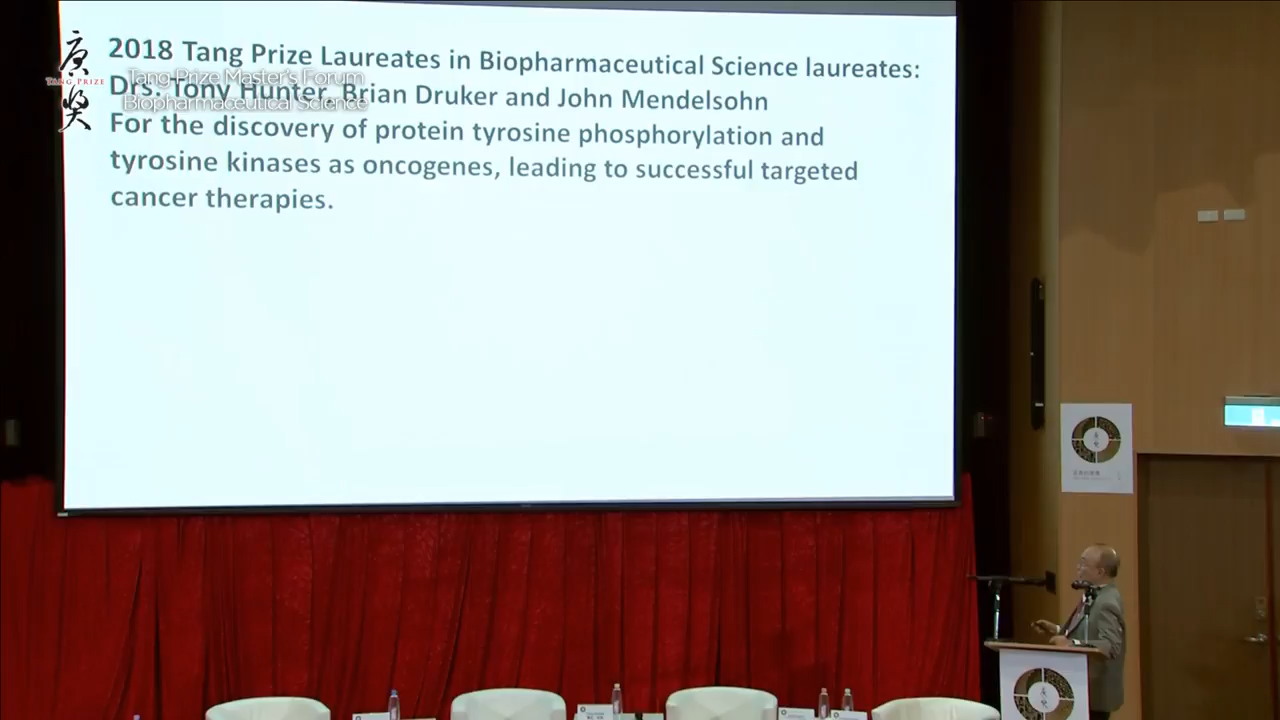 2018 Tang Prize Laureates in Biopharmaceutical Science laureates:
Drs. Tony Hunter, Brian Druker and John Mendelsohn
For the discovery of protein tyrosine phosphorylation and
tyrosine kinases as oncogenes, leading to successful targeted
cancer therapies.
唐奬
TANG PRIZE
Tang Prize Master's Forum
Biopharmaceutical Science